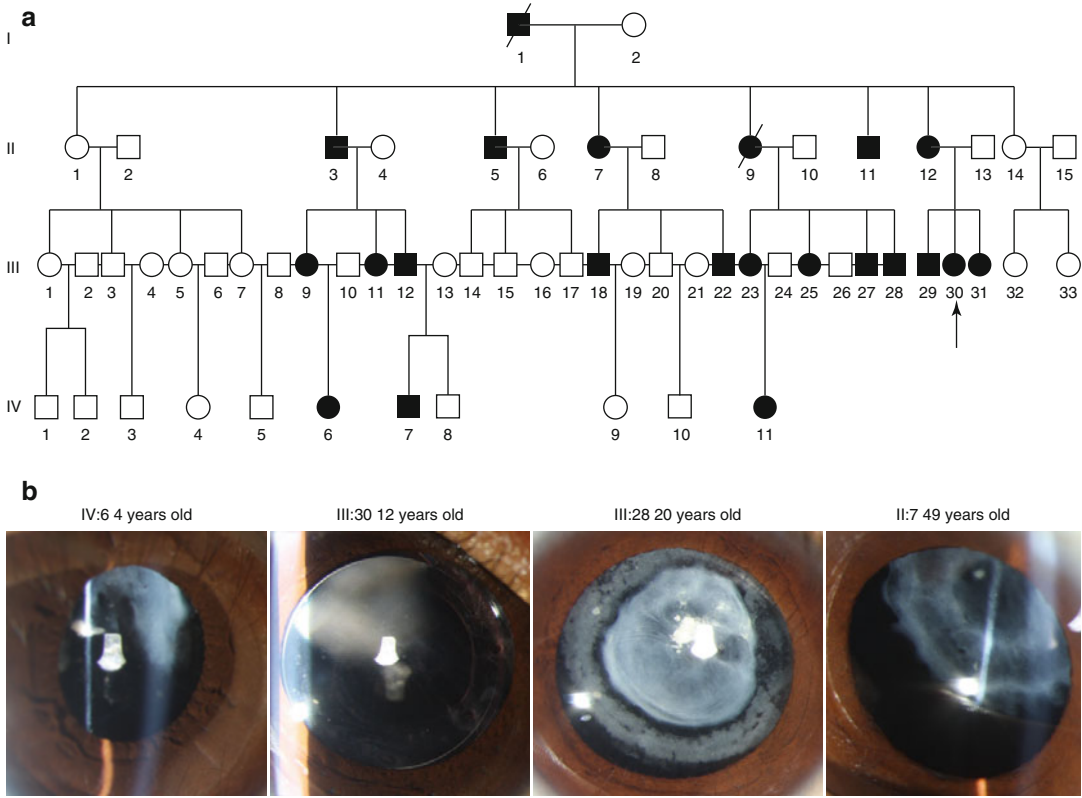 a
I
1 2
II
1 2 3 4 5 6 7 8 9 10 11 12 13 14 15
III
1 2 3 4 5 6 7 8 9 10 11 12 13 14 15 16 17 18 19 20 21 22 23 24 25 26 27 28 29 30 31 32 33
IV
1 2 3 4 5 6 7 8 9 10 11
b
IV:6 4 years old III:30 12 years old III:28 20 years old II:7 49 years old